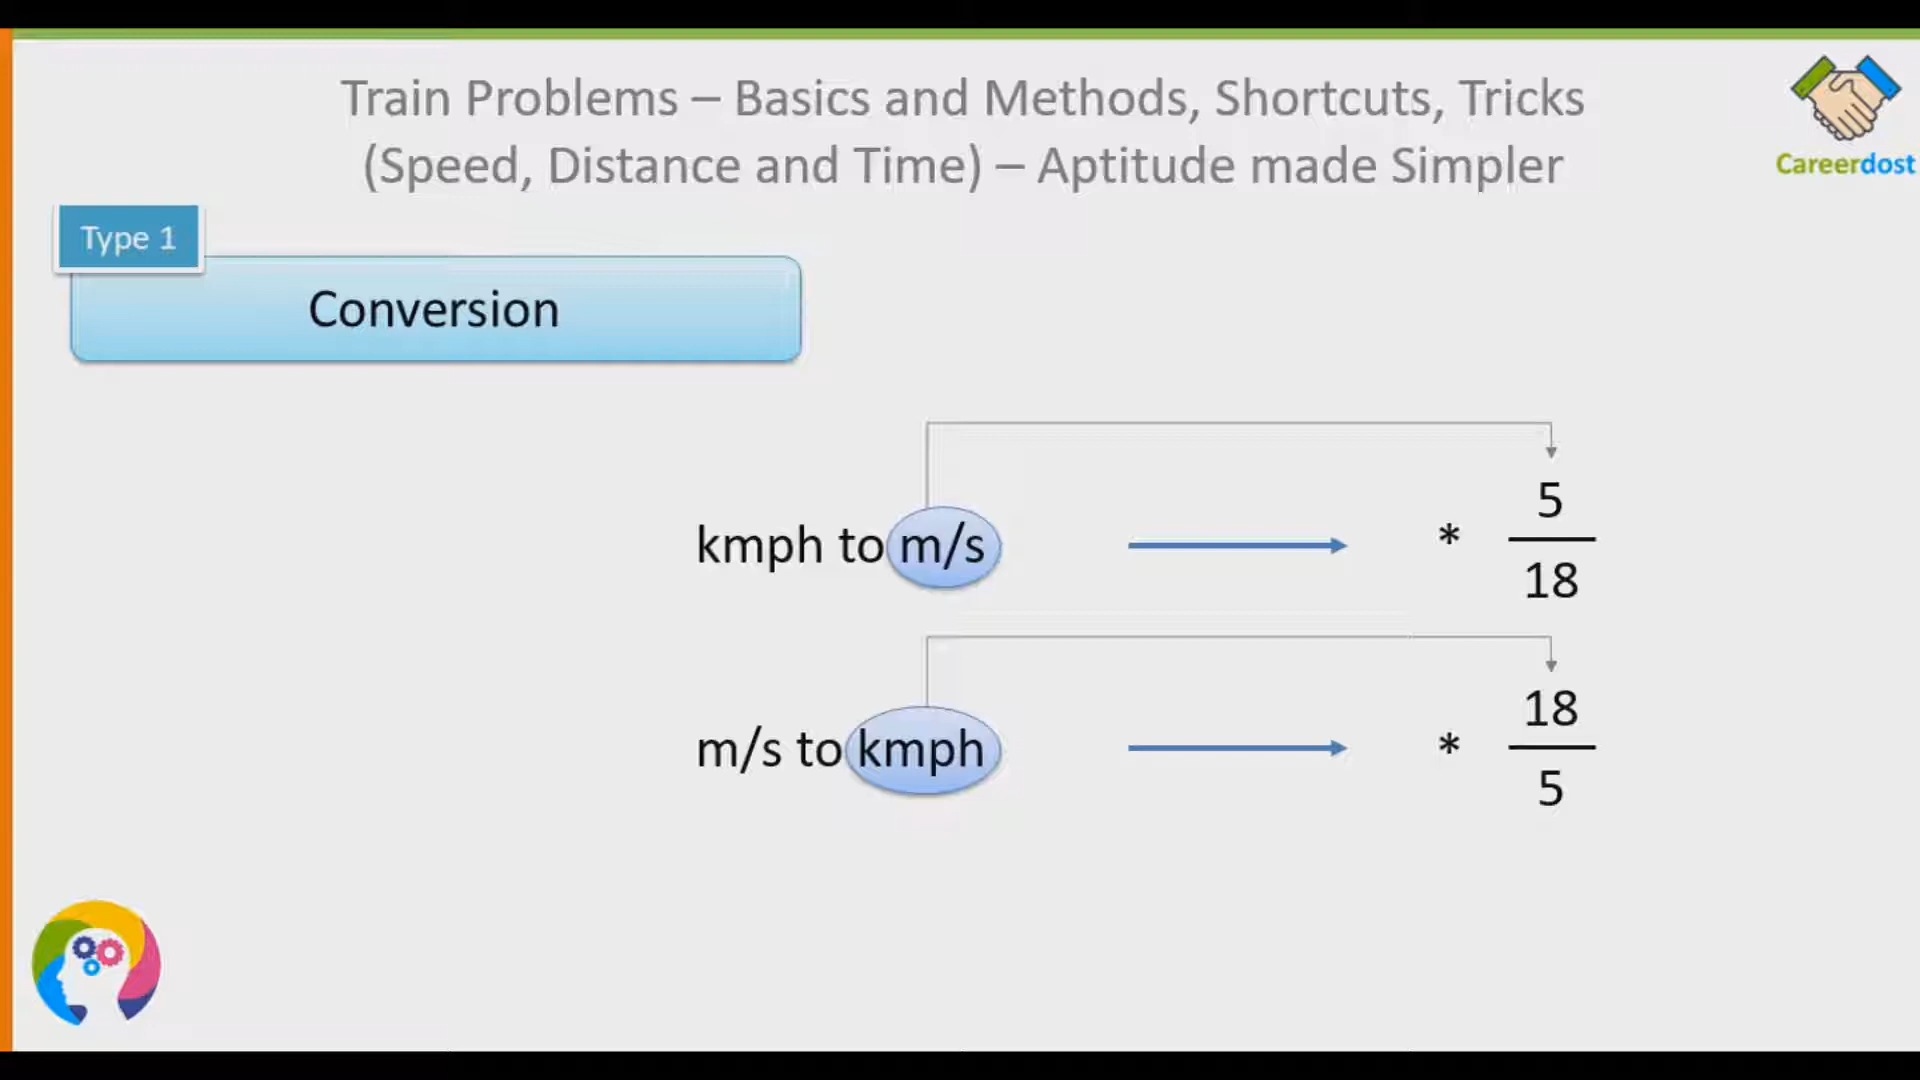 Train Problems – Basics and Methods, Shortcuts, Tricks
(Speed, Distance and Time) – Aptitude made Simpler
Careerdost
Type 1
Conversion
kmph to m/s * 5/18
m/s to kmph * 18/5